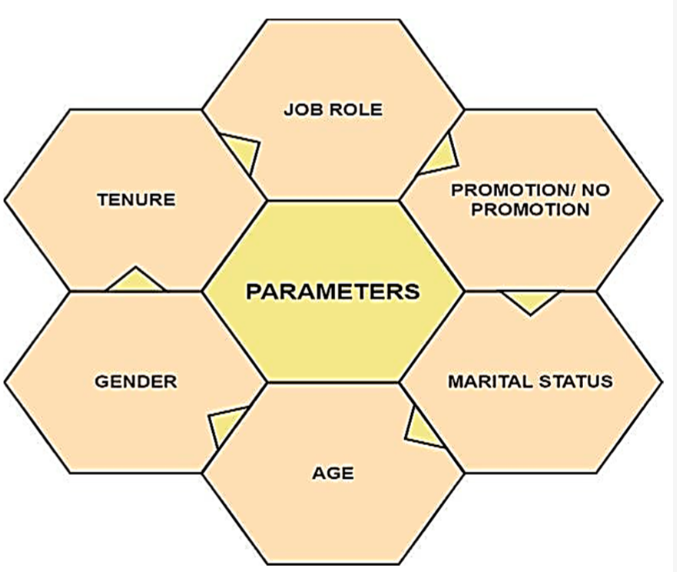 JOB ROLE
TENURE
PROMOTION/ NO
PROMOTION
PARAMETERS
GENDER
MARITAL STATUS
AGE